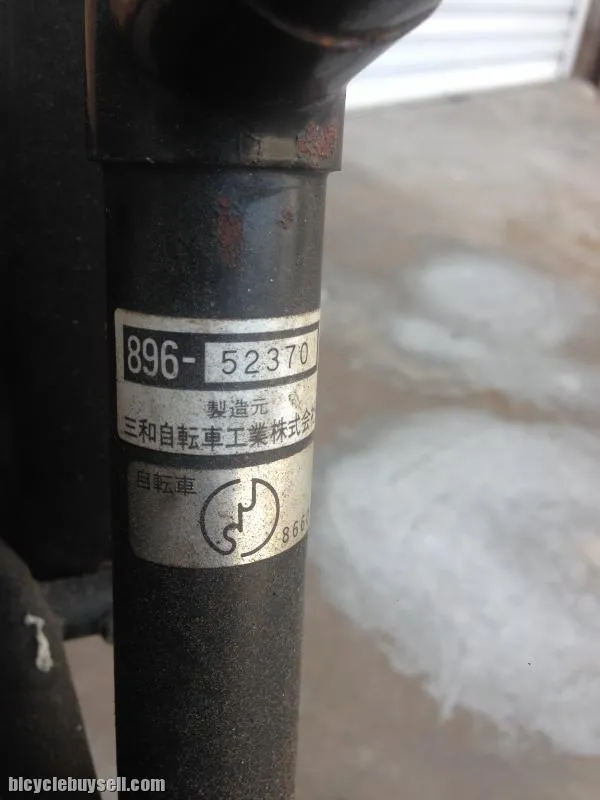 896- 52370
製造元
三和自転車工業株式会
自転車
866
bicyclebuysell.com